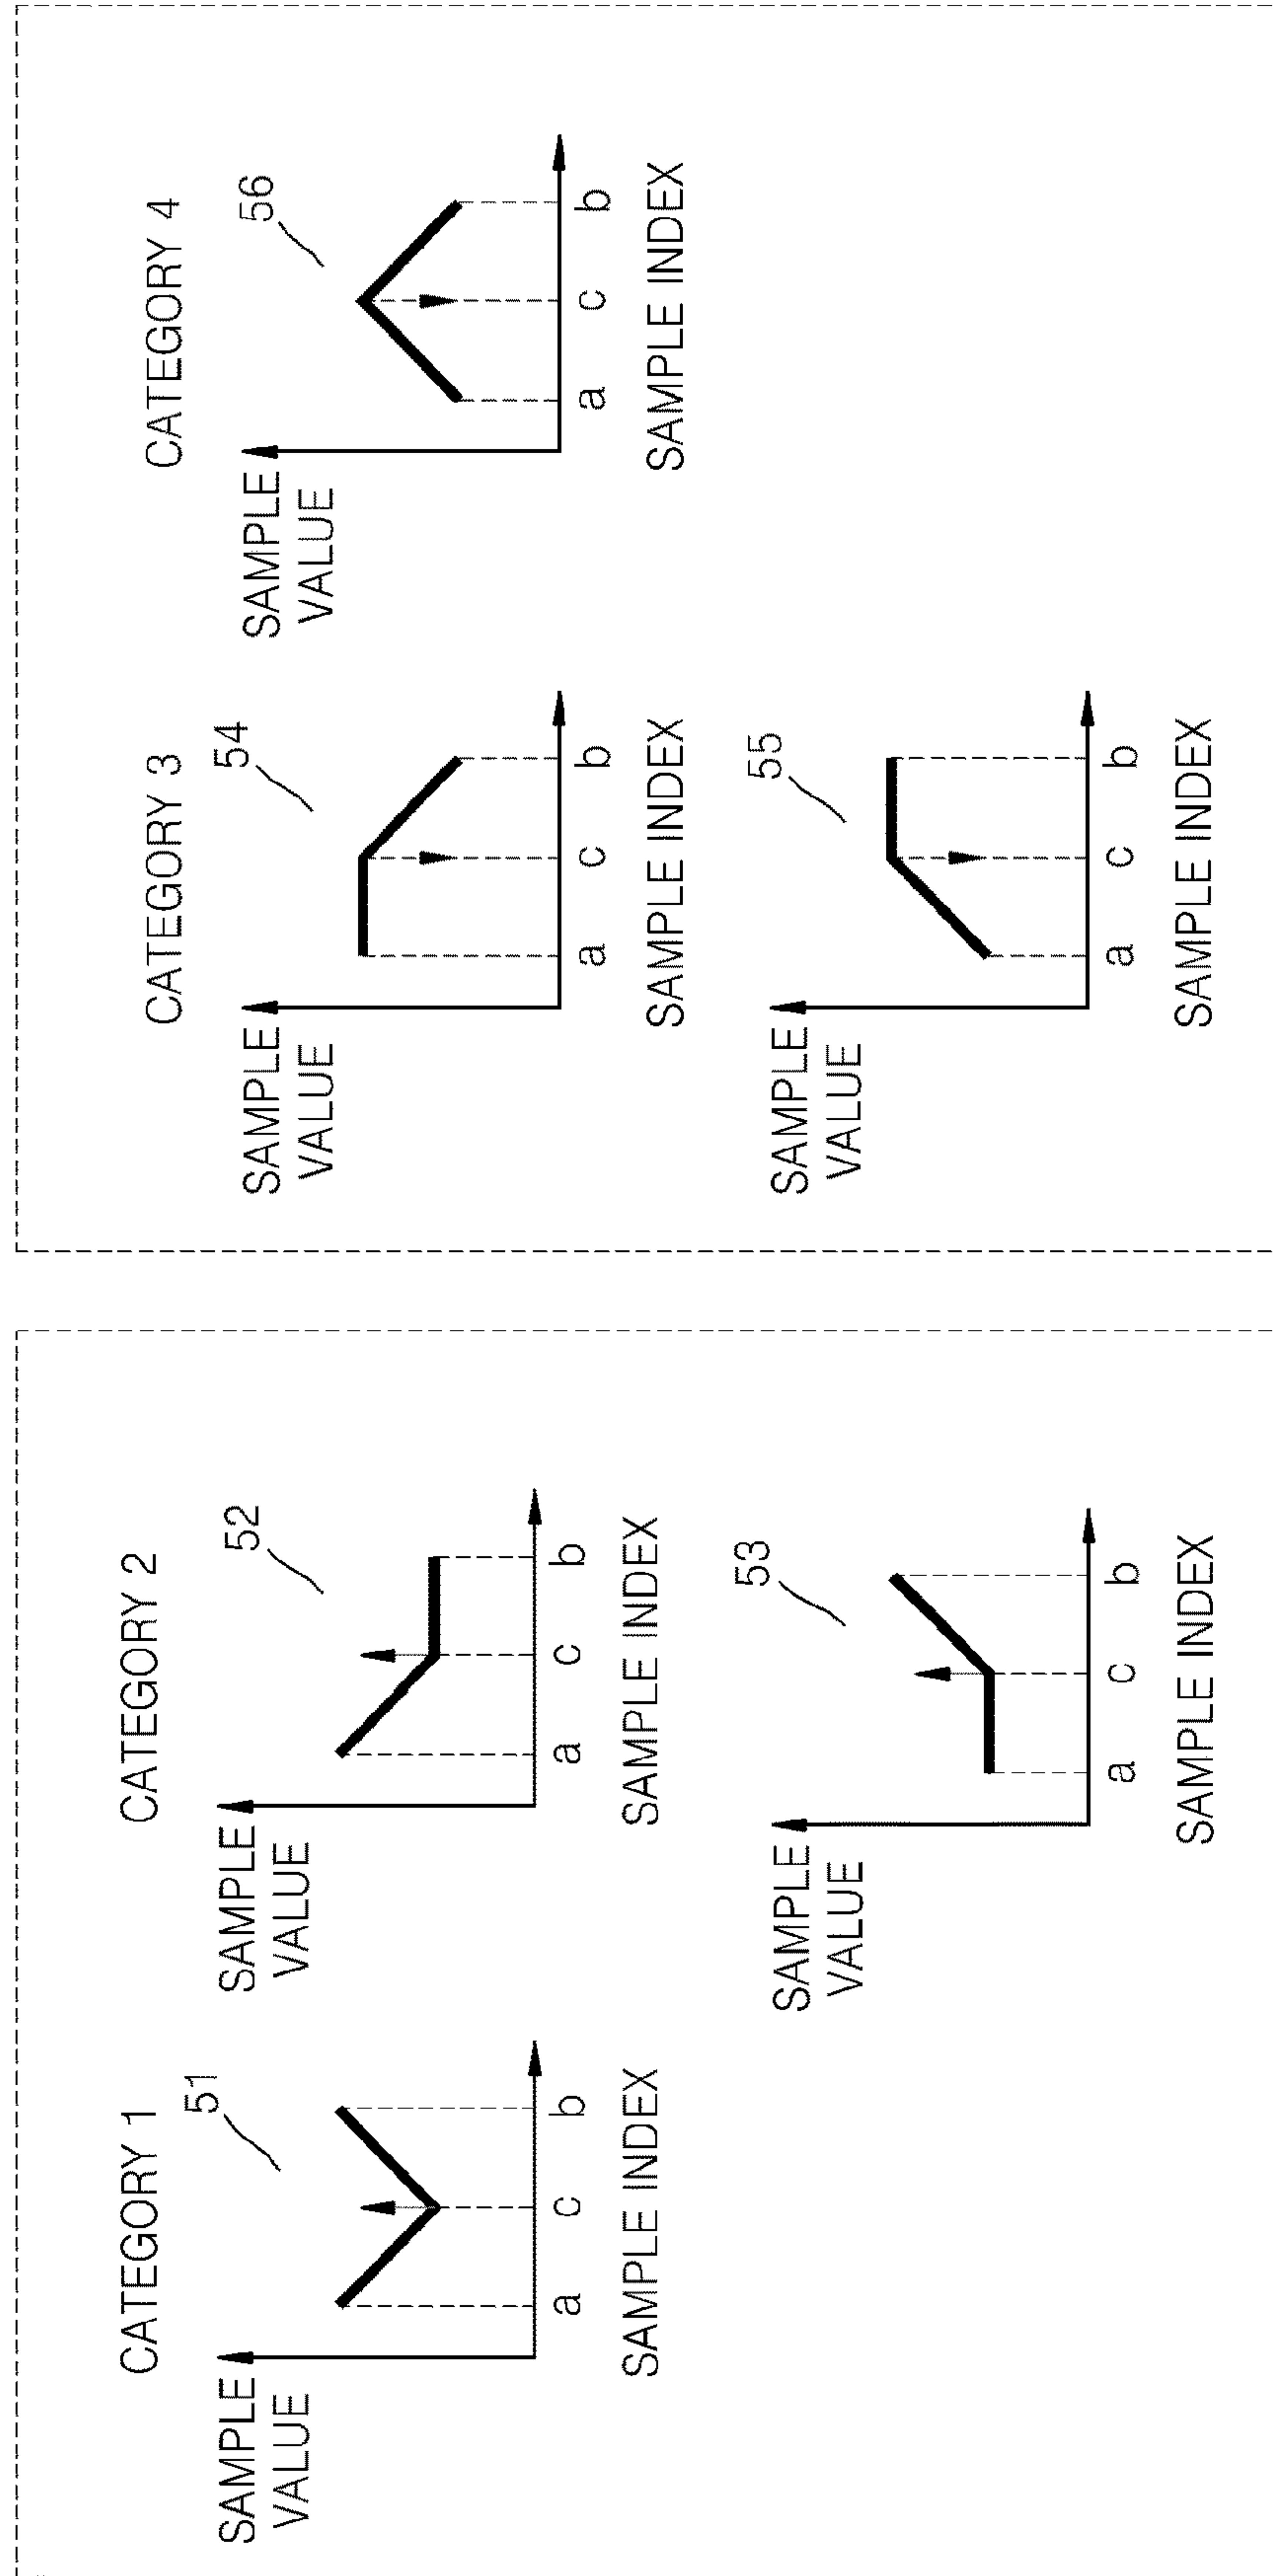 CATEGORY 1
51
SAMPLE
VALUE
a
c
b
SAMPLE INDEX
CATEGORY 2
52
SAMPLE
VALUE
a
c
b
SAMPLE INDEX
53
SAMPLE
VALUE
a
c
b
SAMPLE INDEX
CATEGORY 3
54
SAMPLE
VALUE
a
c
b
SAMPLE INDEX
55
SAMPLE
VALUE
a
c
b
SAMPLE INDEX
CATEGORY 4
56
SAMPLE
VALUE
a
c
b
SAMPLE INDEX